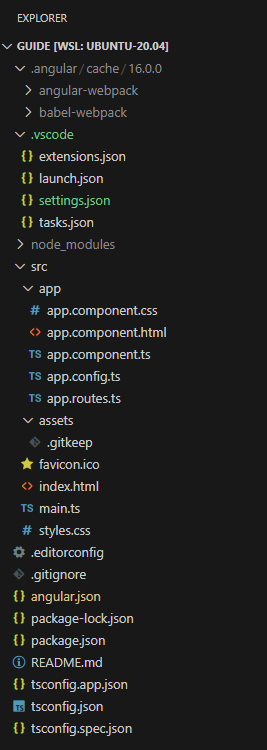 EXPLORER
GUIDE [WSL: UBUNTU-20.04]
.angular / cache / 16.0.0
angular-webpack
babel-webpack
.vscode
{} extensions.json
{} launch.json
{} settings.json
{} tasks.json
node_modules
src
app
# app.component.css
<> app.component.html
TS app.component.ts
TS app.config.ts
TS app.routes.ts
assets
.gitkeep
favicon.ico
<> index.html
TS main.ts
# styles.css
.editorconfig
.gitignore
{} angular.json
{} package-lock.json
{} package.json
README.md
{} tsconfig.app.json
TS tsconfig.json
{} tsconfig.spec.json